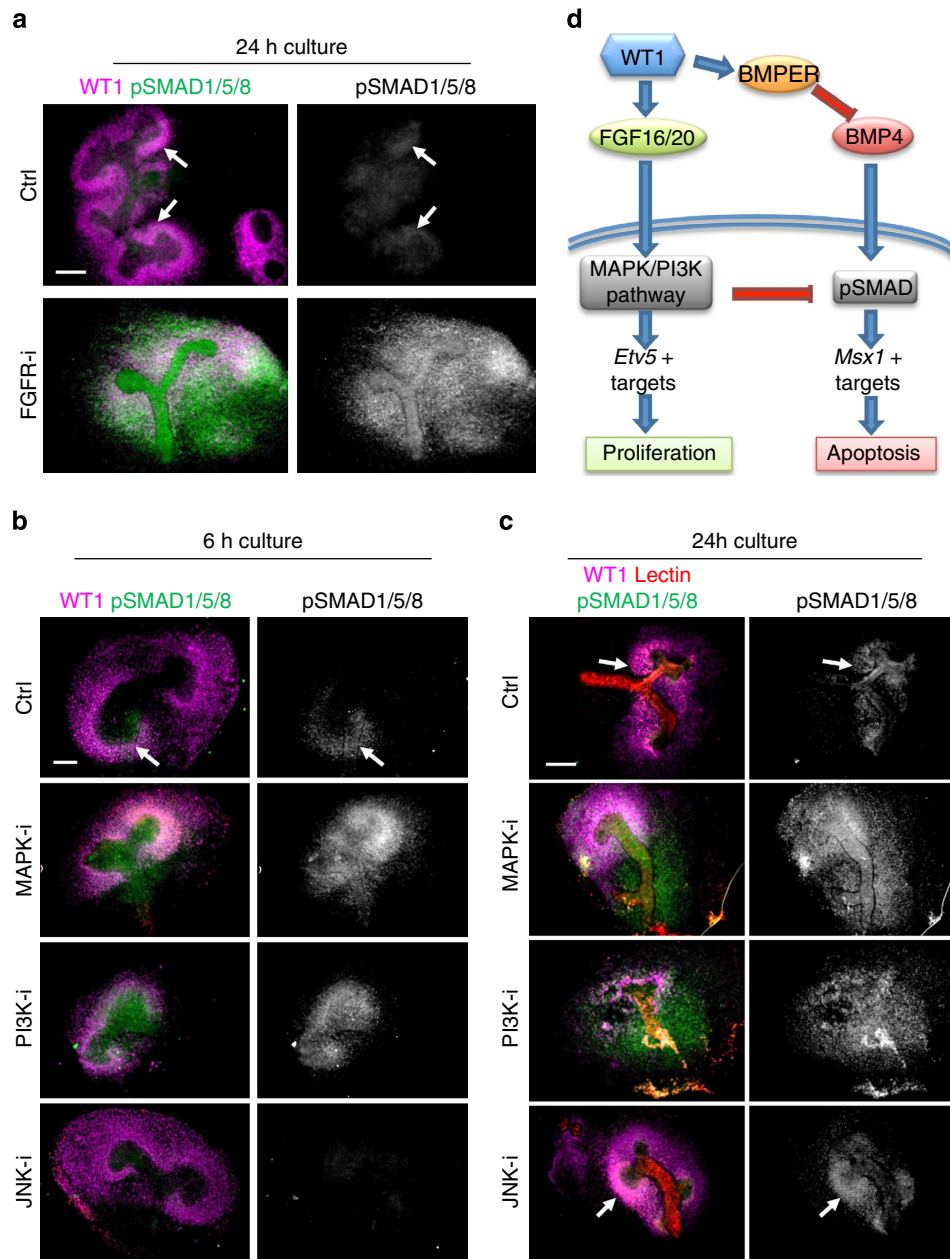 a
24 h culture
WT1 pSMAD1/5/8
pSMAD1/5/8
Ctrl
FGFR-i
d
WT1
BMPER
FGF16/20
BMP4
MAPK/PI3K
pathway
pSMAD
Etv5 +
targets
Msx1 +
targets
Proliferation
Apoptosis
b
6 h culture
WT1 pSMAD1/5/8
pSMAD1/5/8
Ctrl
MAPK-i
PI3K-i
JNK-i
c
24h culture
WT1 Lectin
pSMAD1/5/8
pSMAD1/5/8
Ctrl
MAPK-i
PI3K-i
JNK-i